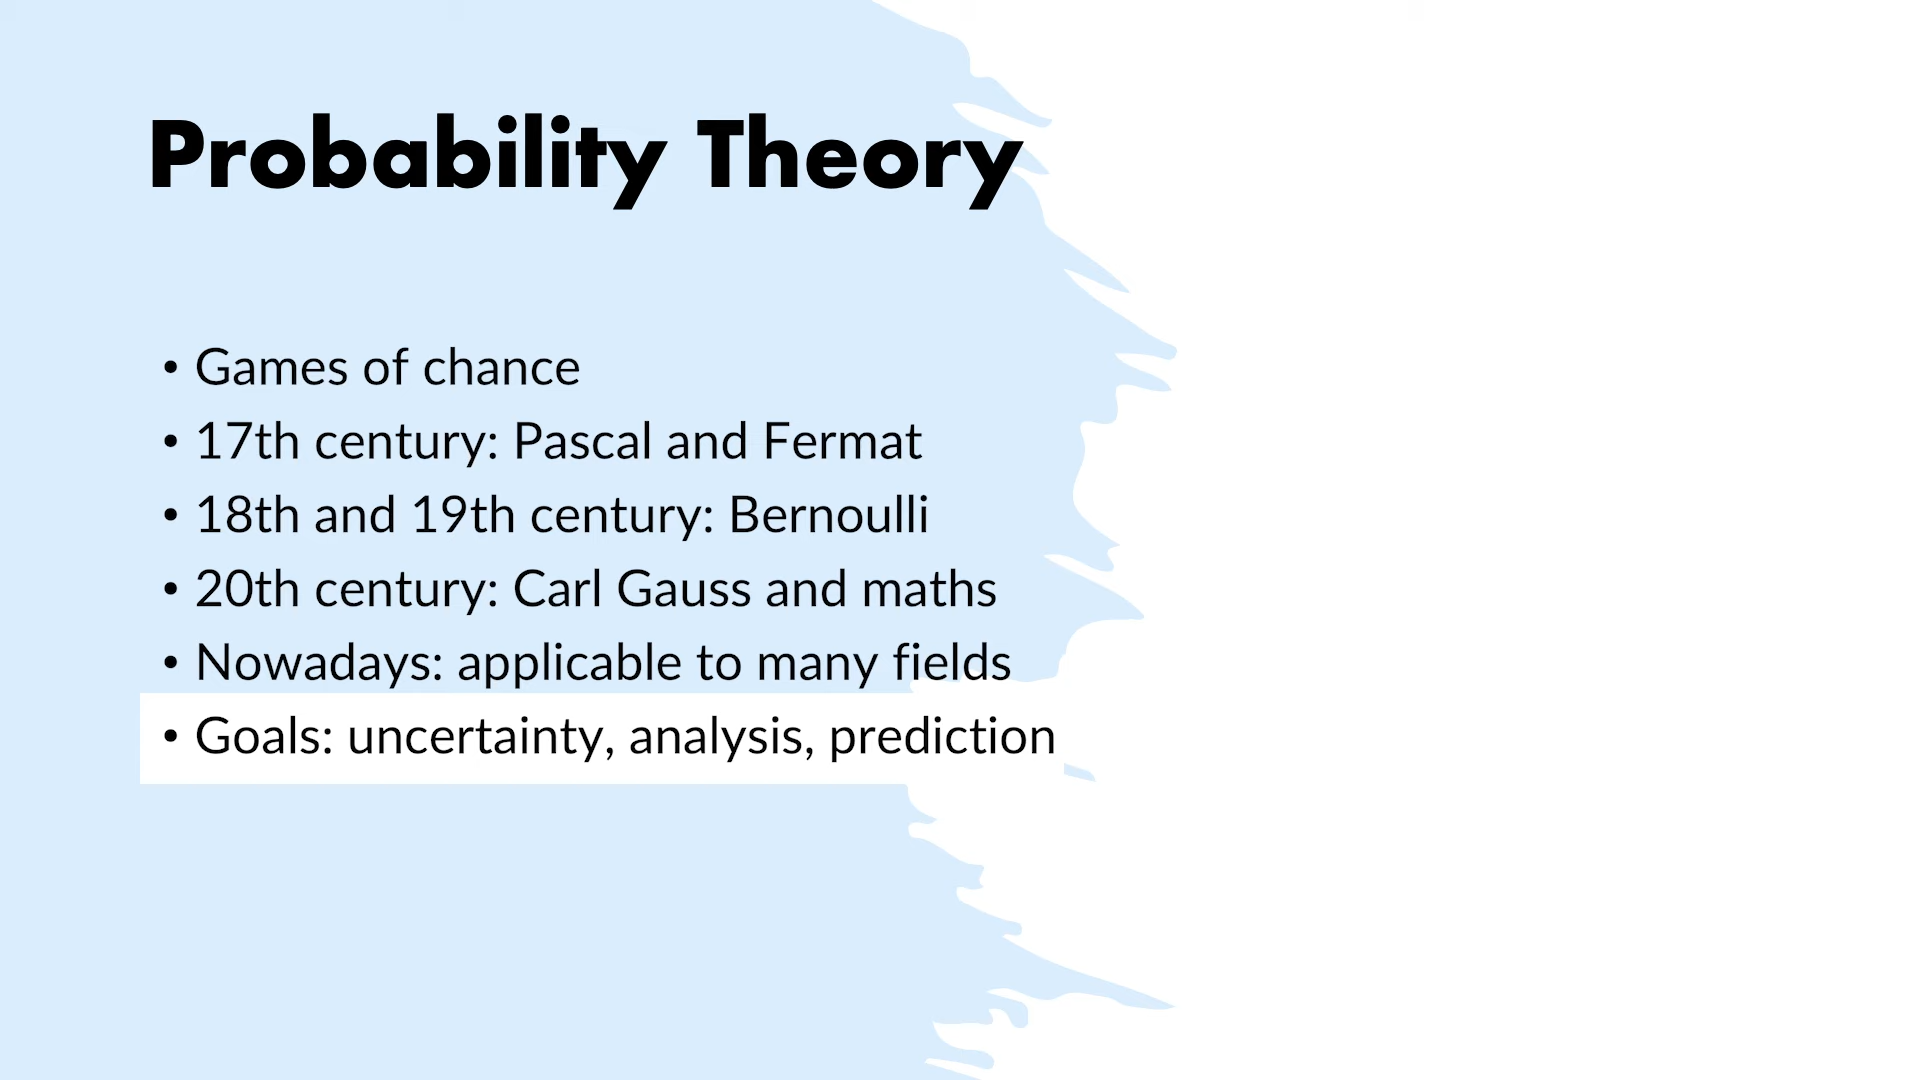 Probability Theory
• Games of chance
• 17th century: Pascal and Fermat
• 18th and 19th century: Bernoulli
• 20th century: Carl Gauss and maths
• Nowadays: applicable to many fields
• Goals: uncertainty, analysis, prediction